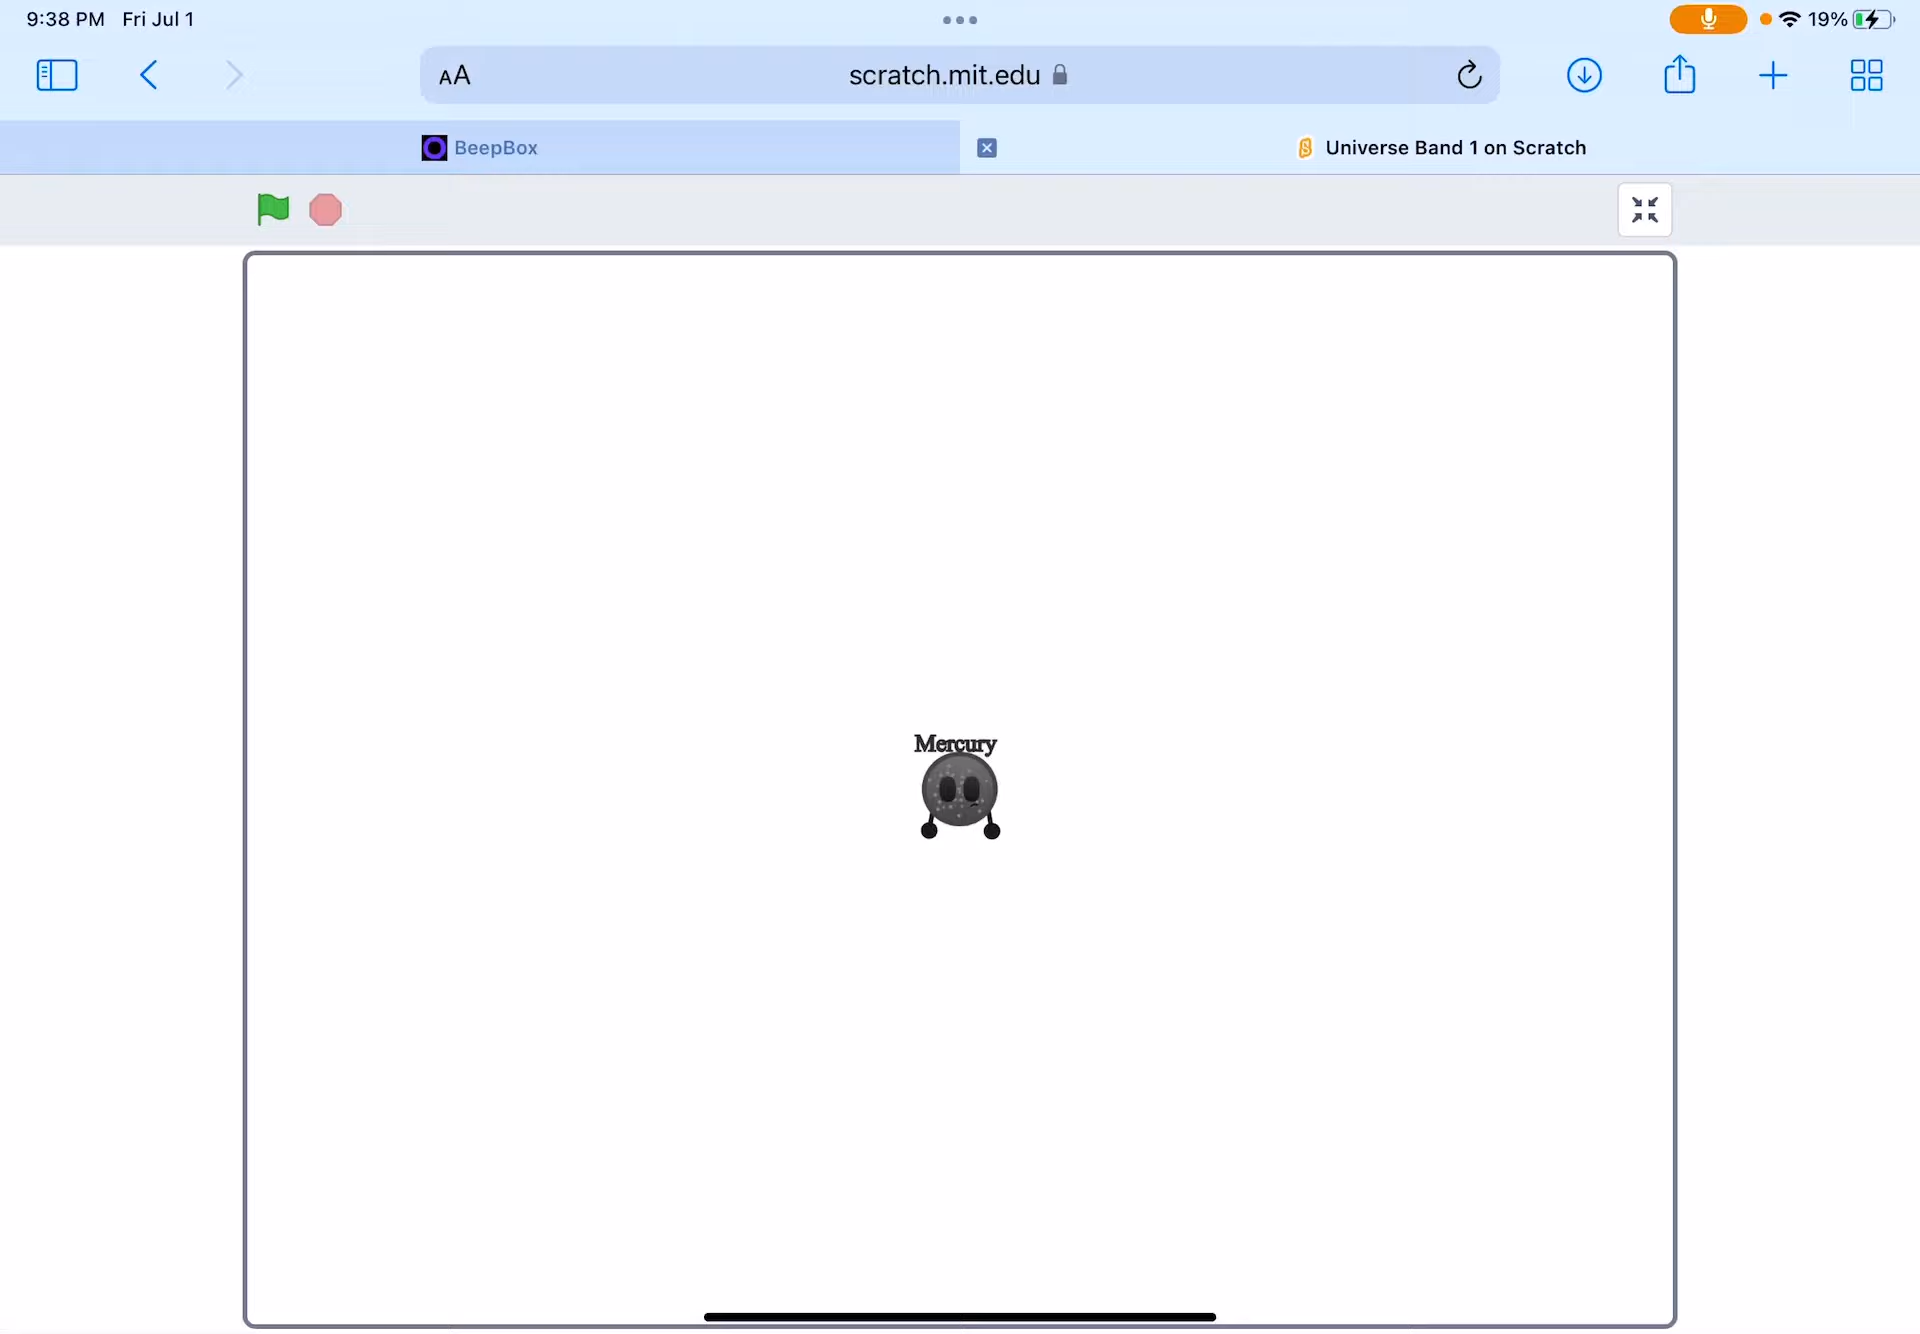 9:38 PM Fri Jul 1
19%
AA
scratch.mit.edu
BeepBox
Universe Band 1 on Scratch
Mercury